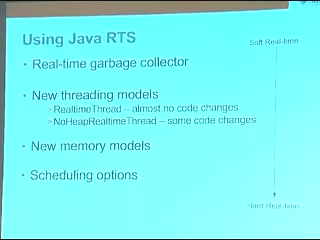 Using Java RTS
Soft Real-time
• Real-time garbage collector
• New threading models
> RealtimeThread – almost no code changes
> NoHeapRealtimeThread – some code changes
• New memory models
• Scheduling options
Hard Real-time